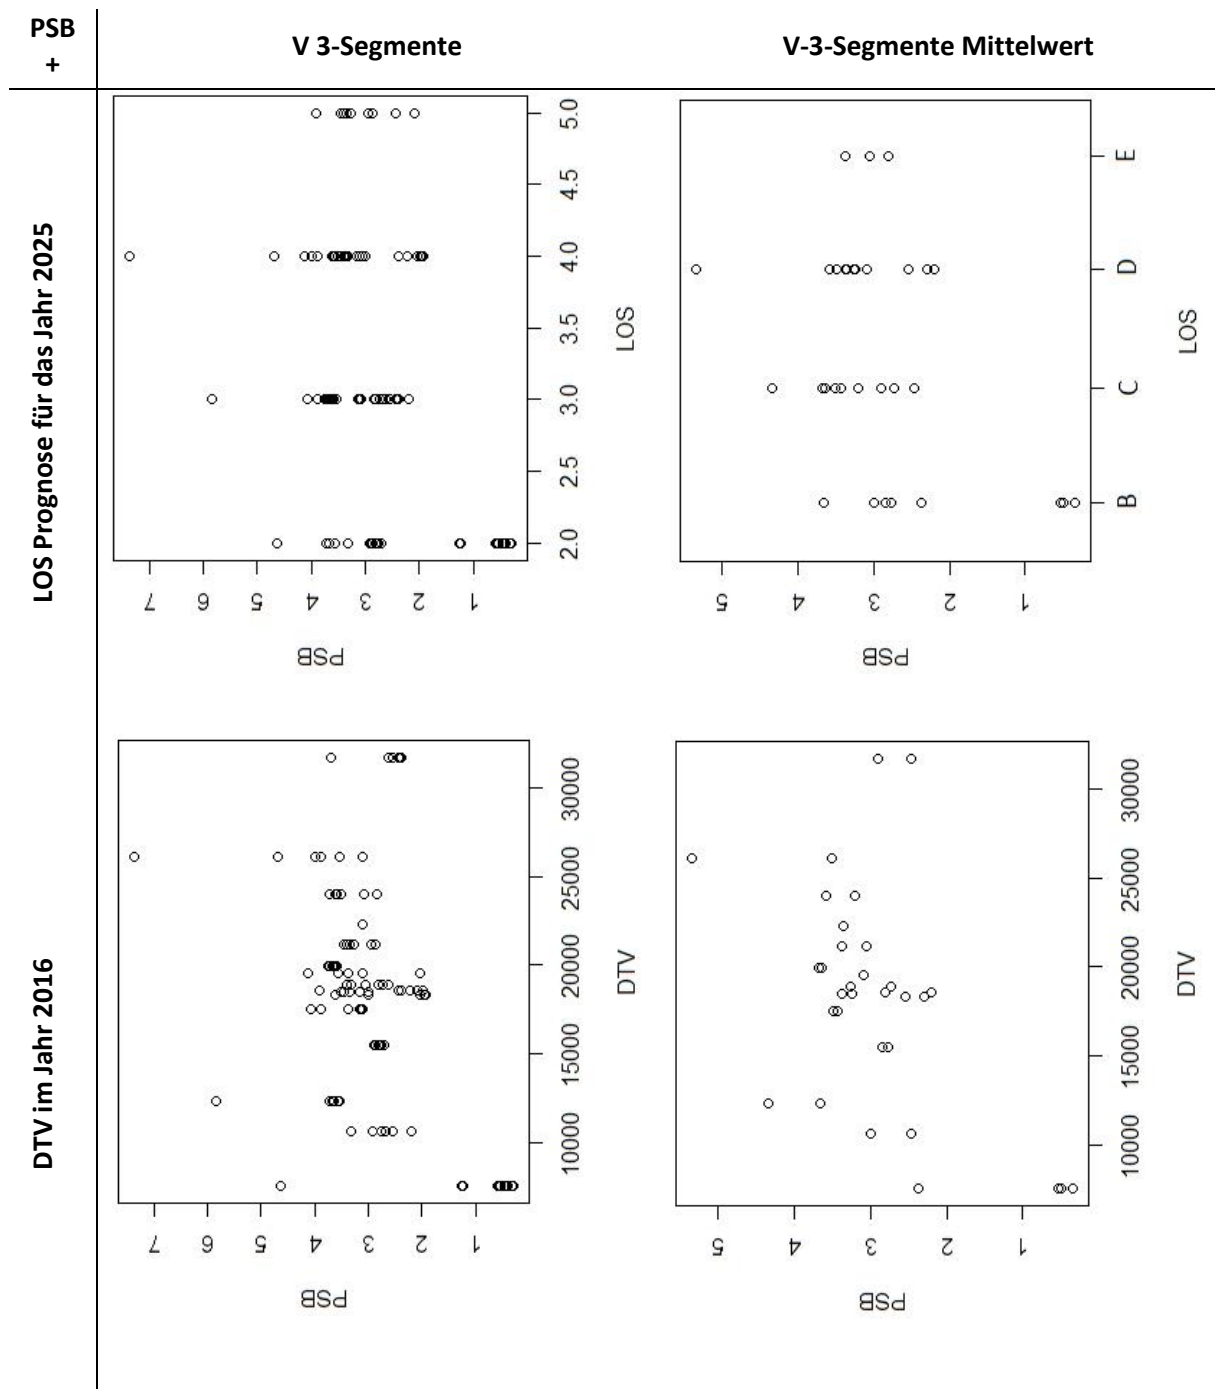 PSB
+
V 3-Segmente
V-3-Segmente Mittelwert
LOS Prognose für das Jahr 2025
5.0
4.5
4.0
3.5
3.0
2.5
2.0
LOS
7
6
5
4
3
2
1
PSB
E
D
C
B
LOS
5
4
3
2
1
PSB
DTV im Jahr 2016
30000
25000
20000
15000
10000
DTV
7
6
5
4
3
2
1
PSB
30000
25000
20000
15000
10000
DTV
5
4
3
2
1
PSB